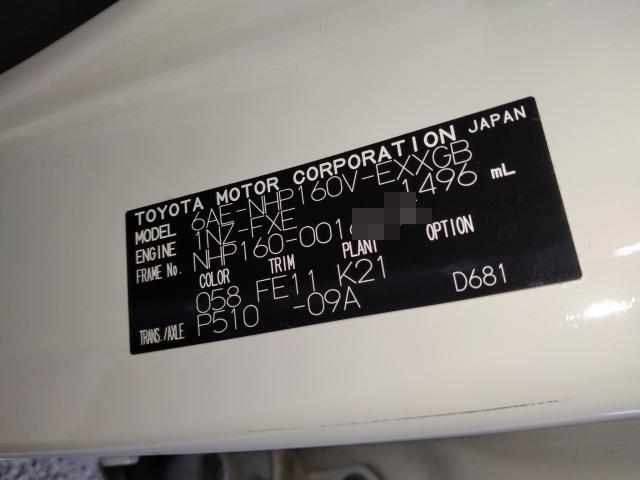 TOYOTA MOTOR CORPORATION JAPAN
MODEL 6AE-NHP160V-EXXGB
ENGINE 1NZ-FXE 1496 mL
FRAME No. NHP160-001
COLOR TRIM PLANT OPTION
058 FE11 K21
TRANS./AXLE P510 -09A D681